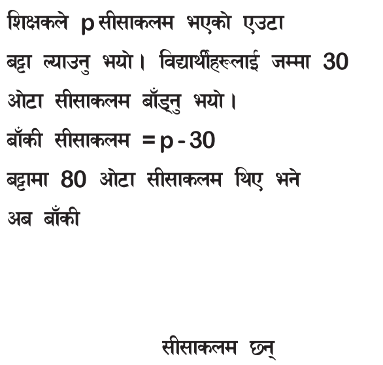 शिक्षकले p सीसाकलम भएको एउटा
बट्टा ल्याउनु भयो। विद्यार्थीहरूलाई जम्मा 30
ओटा सीसाकलम बाँड्नु भयो।
बाँकी सीसाकलम = p - 30
बट्टामा 80 ओटा सीसाकलम थिए भने
अब बाँकी
सीसाकलम छन्